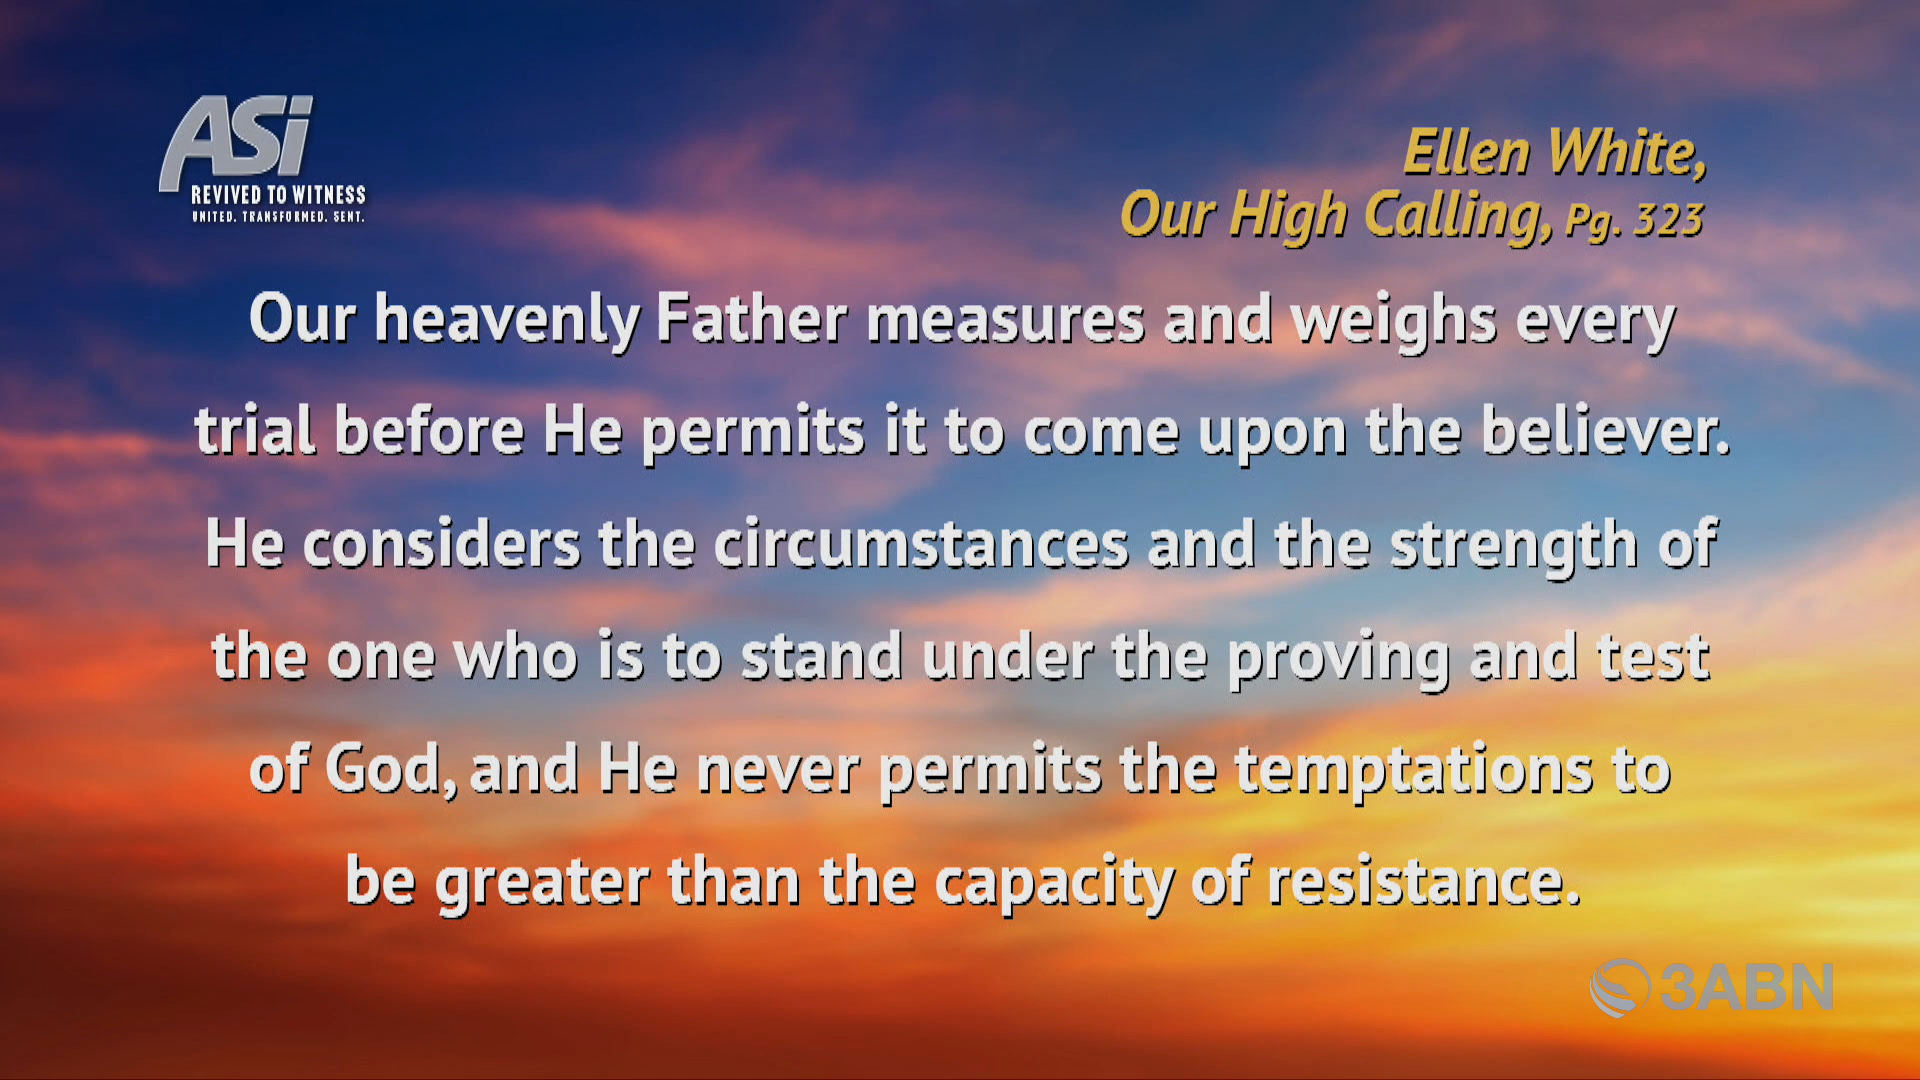 ASi
REVIVED TO WITNESS
UNITED. TRANSFORMED. SENT.
Ellen White,
Our High Calling, Pg. 323
Our heavenly Father measures and weighs every
trial before He permits it to come upon the believer.
He considers the circumstances and the strength of
the one who is to stand under the proving and test
of God, and He never permits the temptations to
be greater than the capacity of resistance.
3ABN